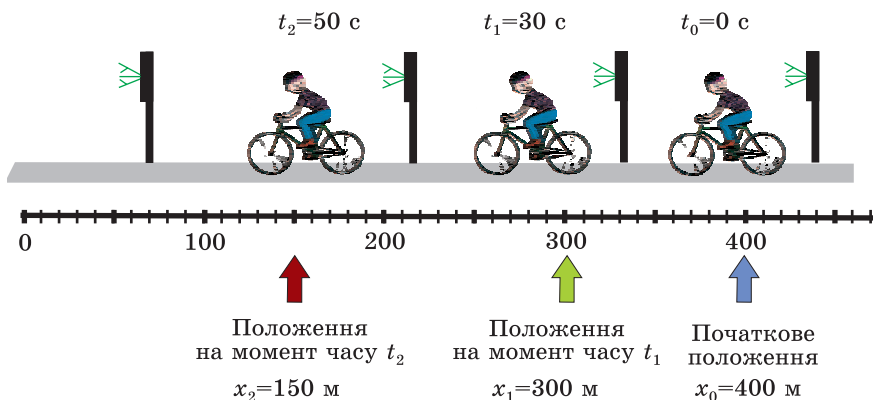 t₂=50 с t₁=30 с t₀=0 с
0 100 200 300 400
Положення
на момент часу t₂
x₂=150 м
Положення
на момент часу t₁
x₁=300 м
Початкове
положення
x₀=400 м